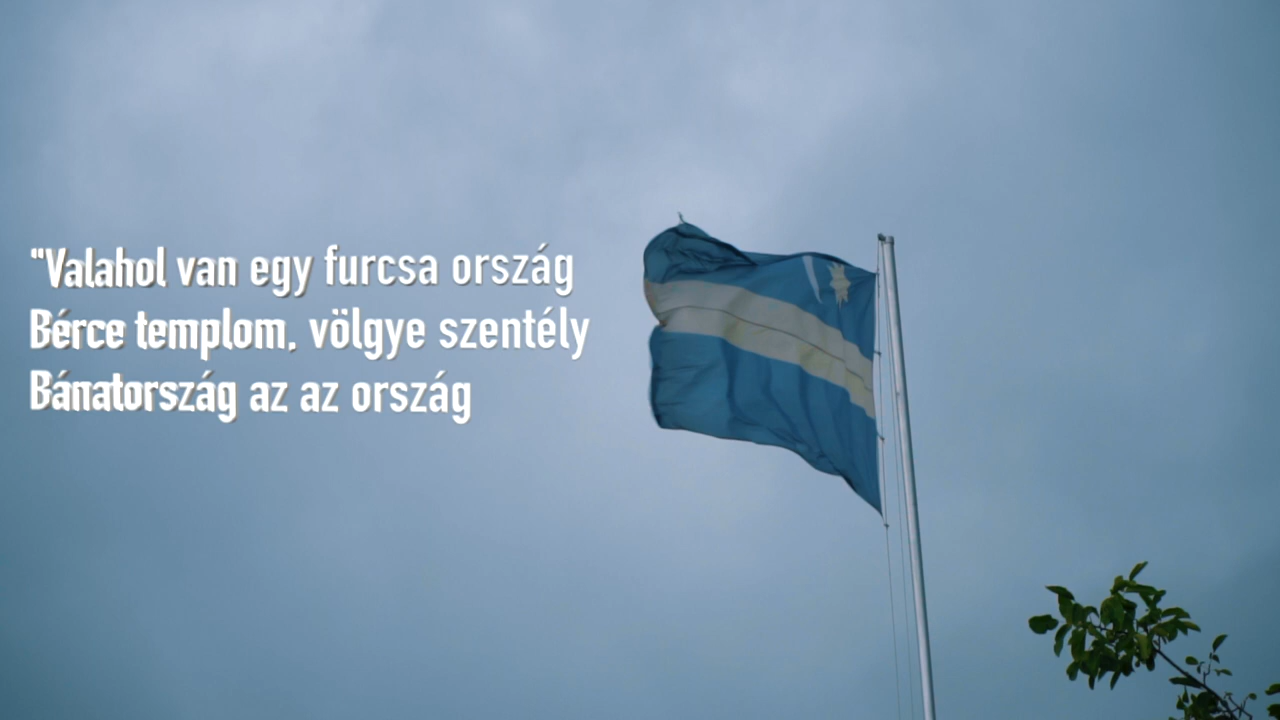 "Valahol van egy furcsa ország
Bérce templom, völgye szentély
Bánatország az az ország